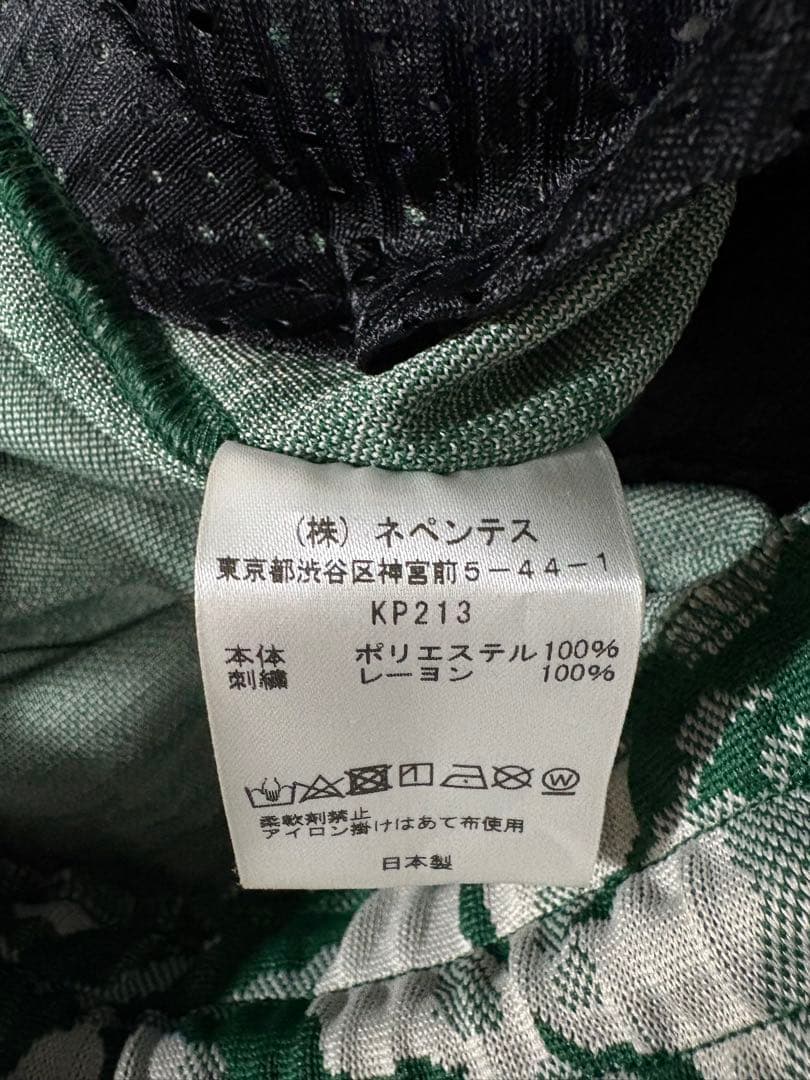 (株) ネペンテス
東京都渋谷区神宮前5-44-1
KP213
本体 ポリエステル100%
刺繍 レーヨン 100%
W
柔軟剤禁止
アイロン掛けはあて布使用
日本製